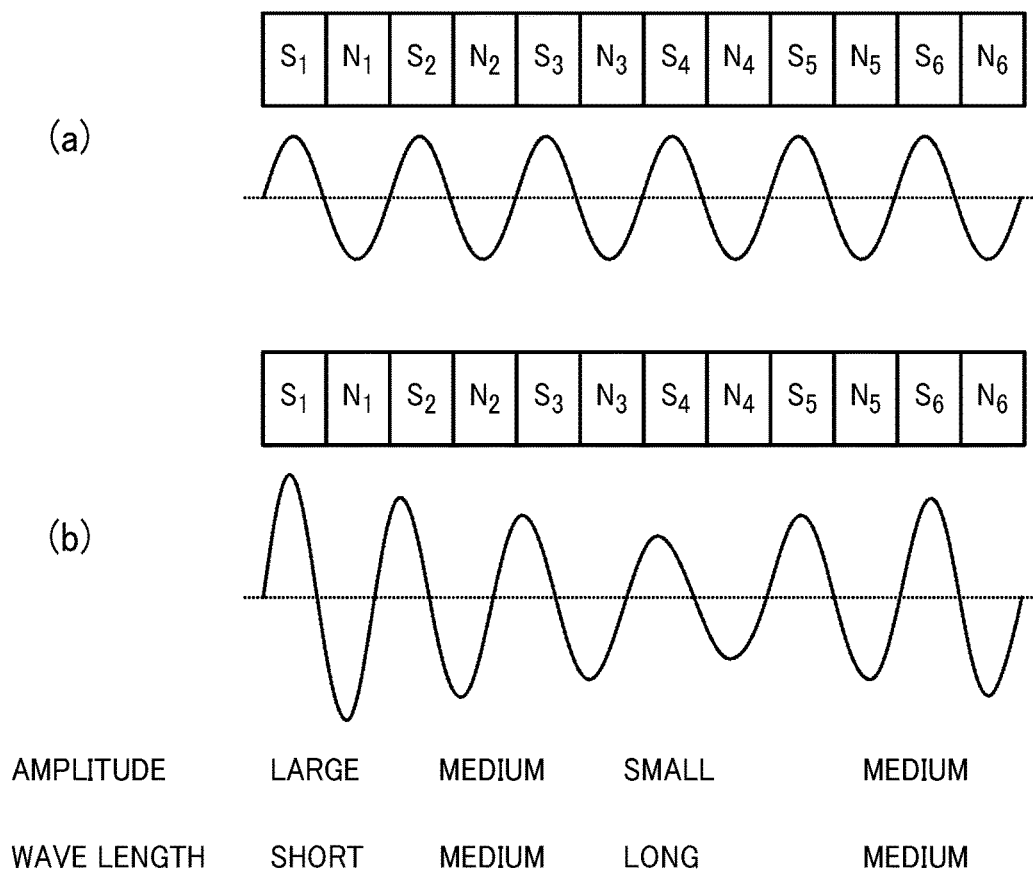 S1 N1 S2 N2 S3 N3 S4 N4 S5 N5 S6 N6
(a)
S1 N1 S2 N2 S3 N3 S4 N4 S5 N5 S6 N6
(b)
AMPLITUDE LARGE MEDIUM SMALL MEDIUM
WAVE LENGTH SHORT MEDIUM LONG MEDIUM